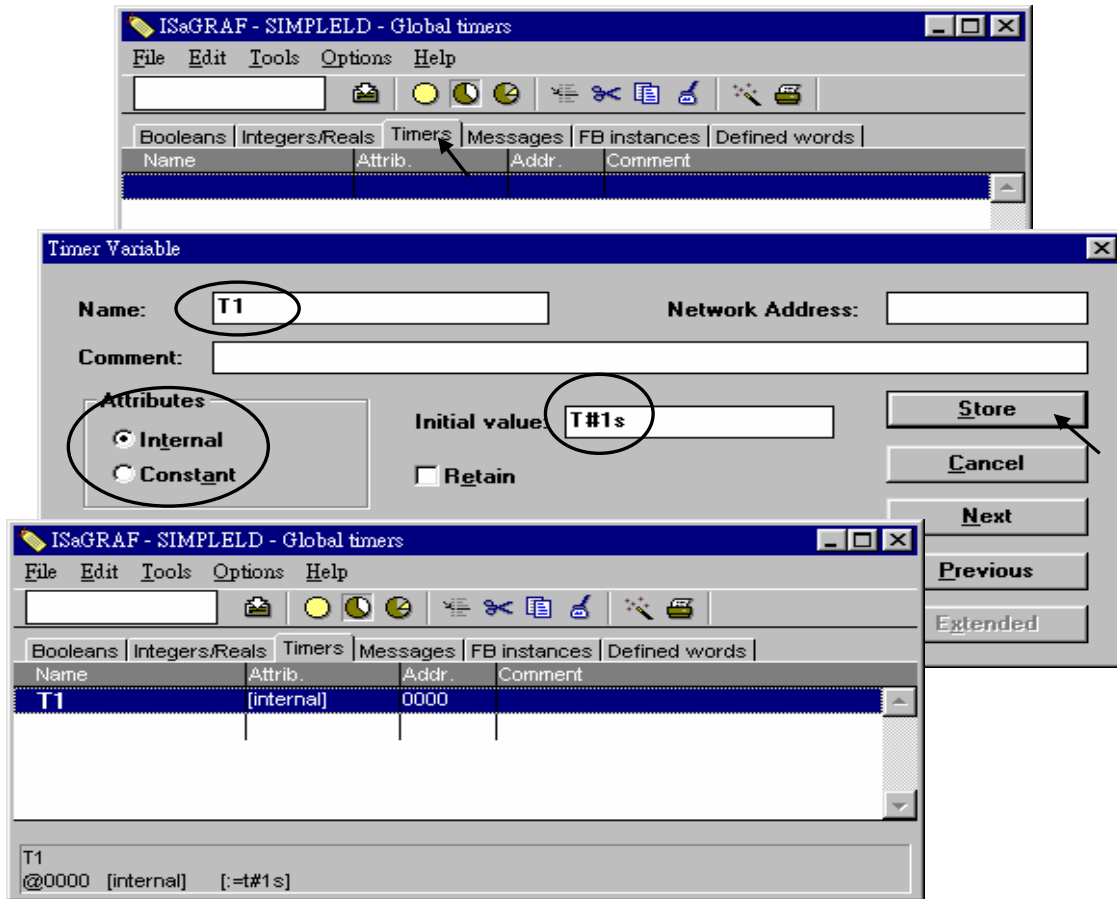 ISaGRAF - SIMPLELD - Global timers
File Edit Tools Options Help
Booleans Integers/Reals Timers Messages FB instances Defined words
Name Attrib. Addr. Comment
Timer Variable
Name: T1 Network Address:
Comment:
Attributes
Internal
Constant
Initial value: T#1s
Retain
Store
Cancel
Next
Previous
Extended
ISaGRAF - SIMPLELD - Global timers
File Edit Tools Options Help
Booleans Integers/Reals Timers Messages FB instances Defined words
Name Attrib. Addr. Comment
T1 [internal] 0000
T1
@0000 [internal] [:=t#1s]